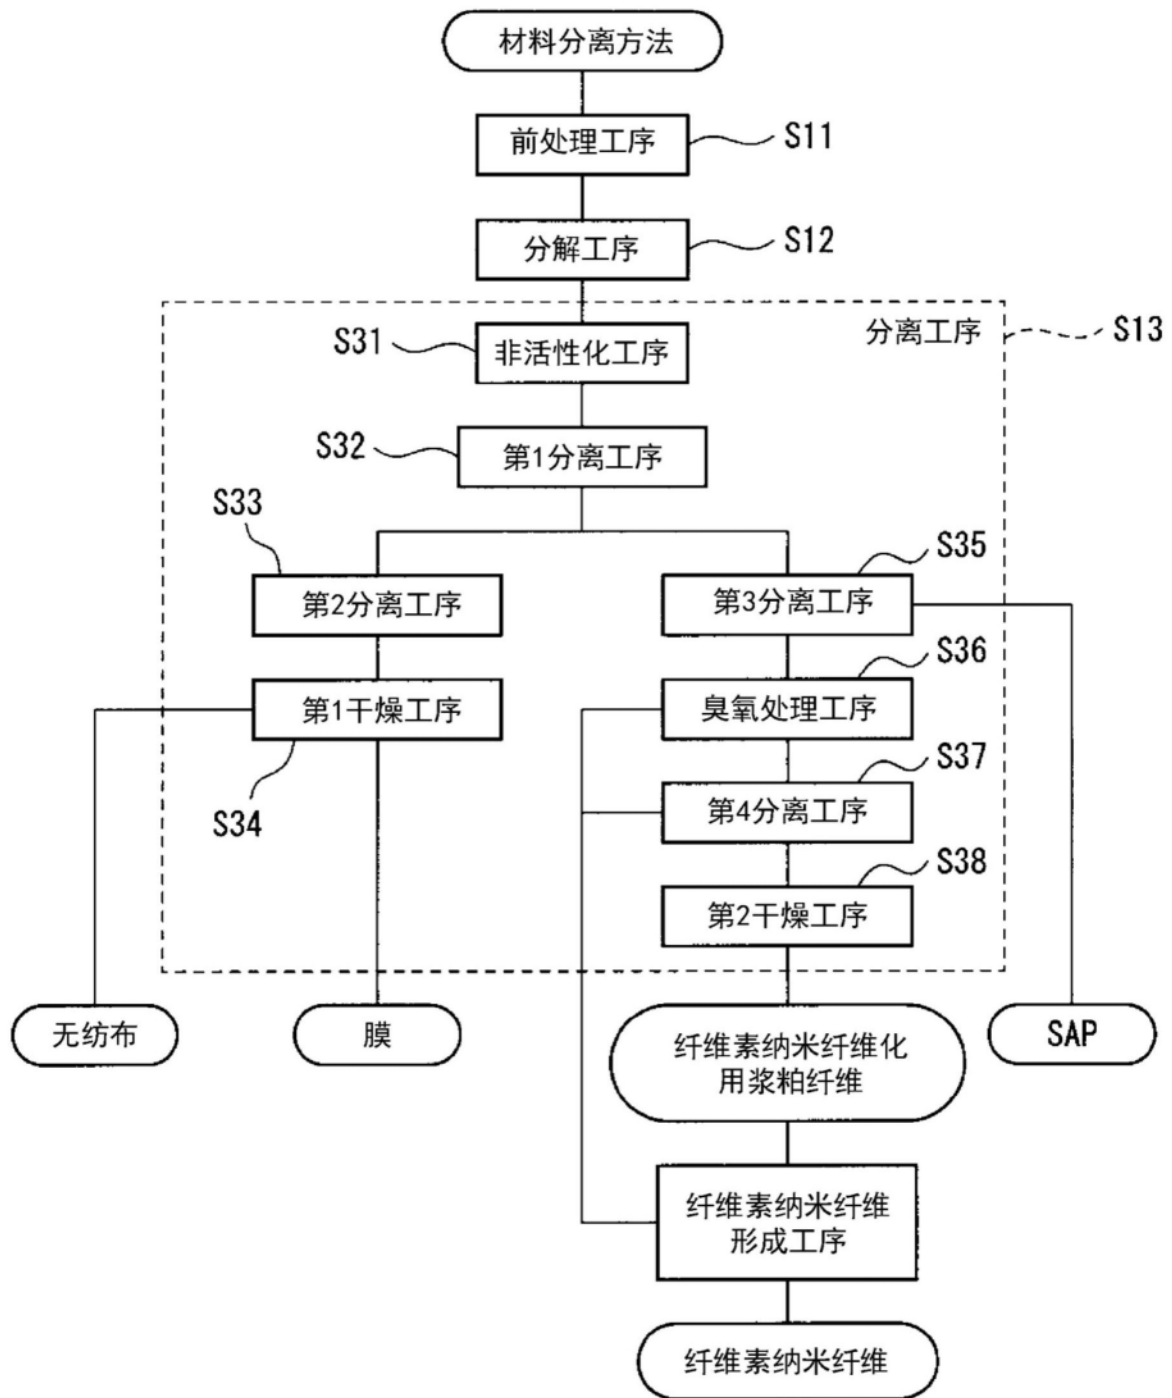 材料分离方法
前处理工序
S11
分解工序
S12
分离工序
S13
S31
非活性化工序
S32
第1分离工序
S33
S35
第2分离工序
第3分离工序
S36
第1干燥工序
臭氧处理工序
S34
S37
第4分离工序
S38
第2干燥工序
无纺布
膜
纤维素纳米纤维化
用浆粕纤维
SAP
纤维素纳米纤维
形成工序
纤维素纳米纤维